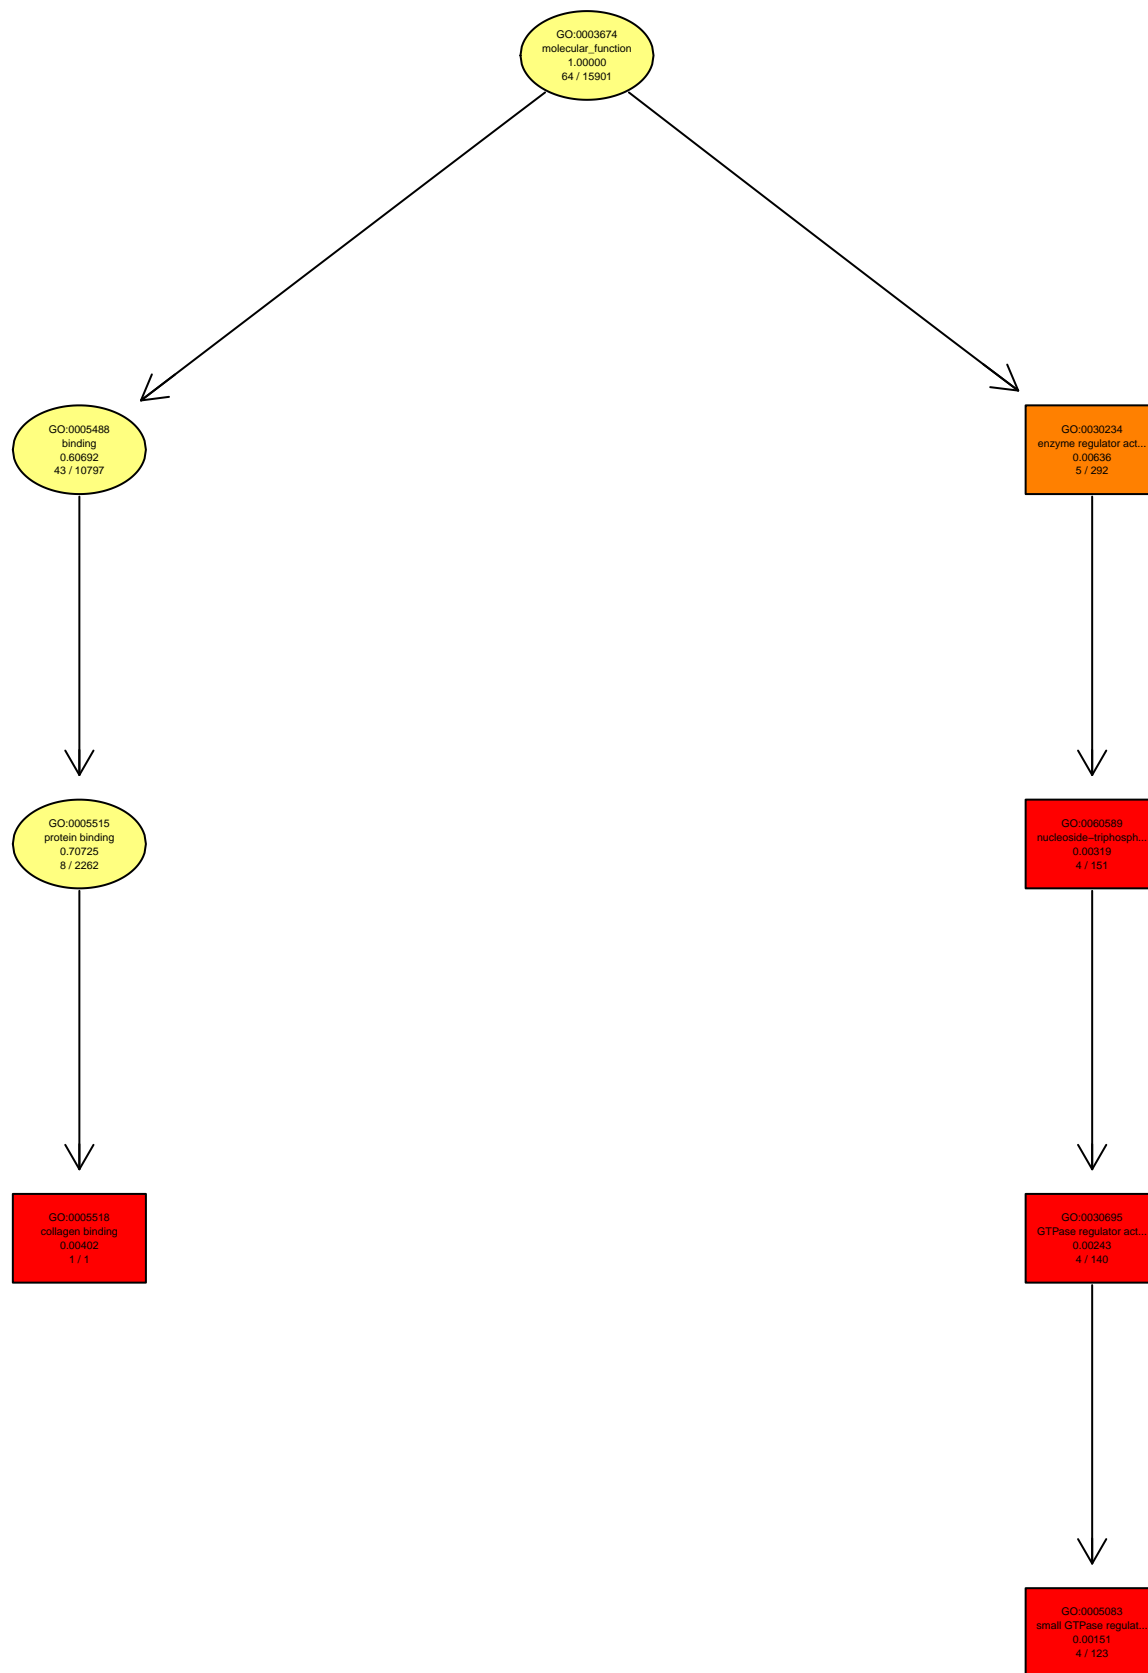 GO:0003674
molecular_function
1.00000
64 / 15901
GO:0005488
binding
0.60692
43 / 10797
GO:0030234
enzyme regulator act...
0.00636
5 / 292
GO:0005515
protein binding
0.70725
8 / 2262
GO:0060589
nucleoside−triphosph...
0.00319
4 / 151
GO:0005518
collagen binding
0.00402
1 / 1
GO:0030695
GTPase regulator act...
0.00243
4 / 140
GO:0005083
small GTPase regulat...
0.00151
4 / 123